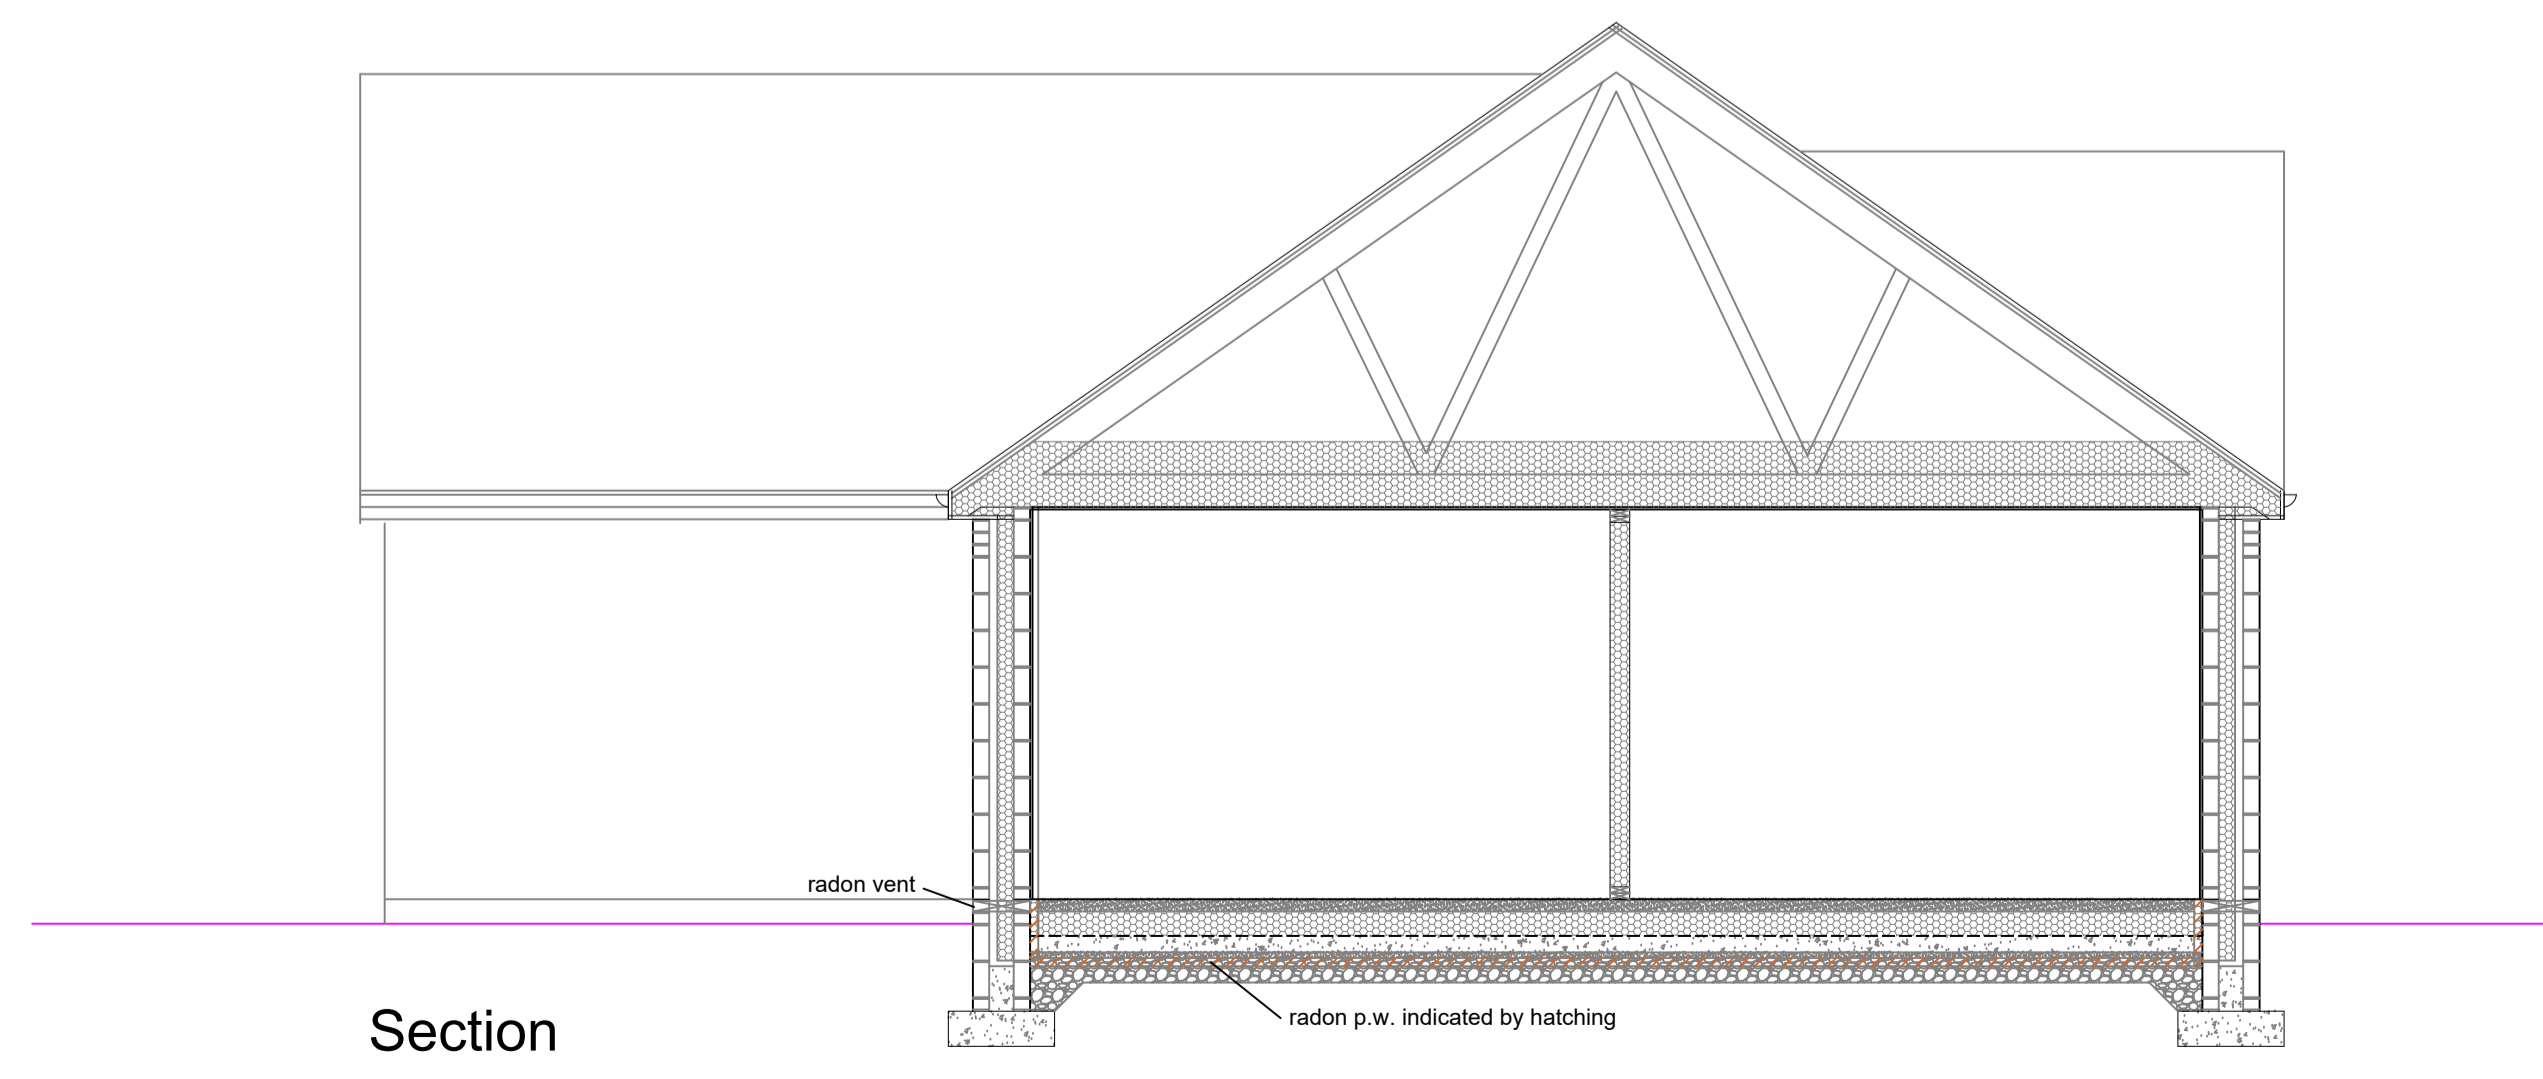 radon vent
radon p.w. indicated by hatching
Section